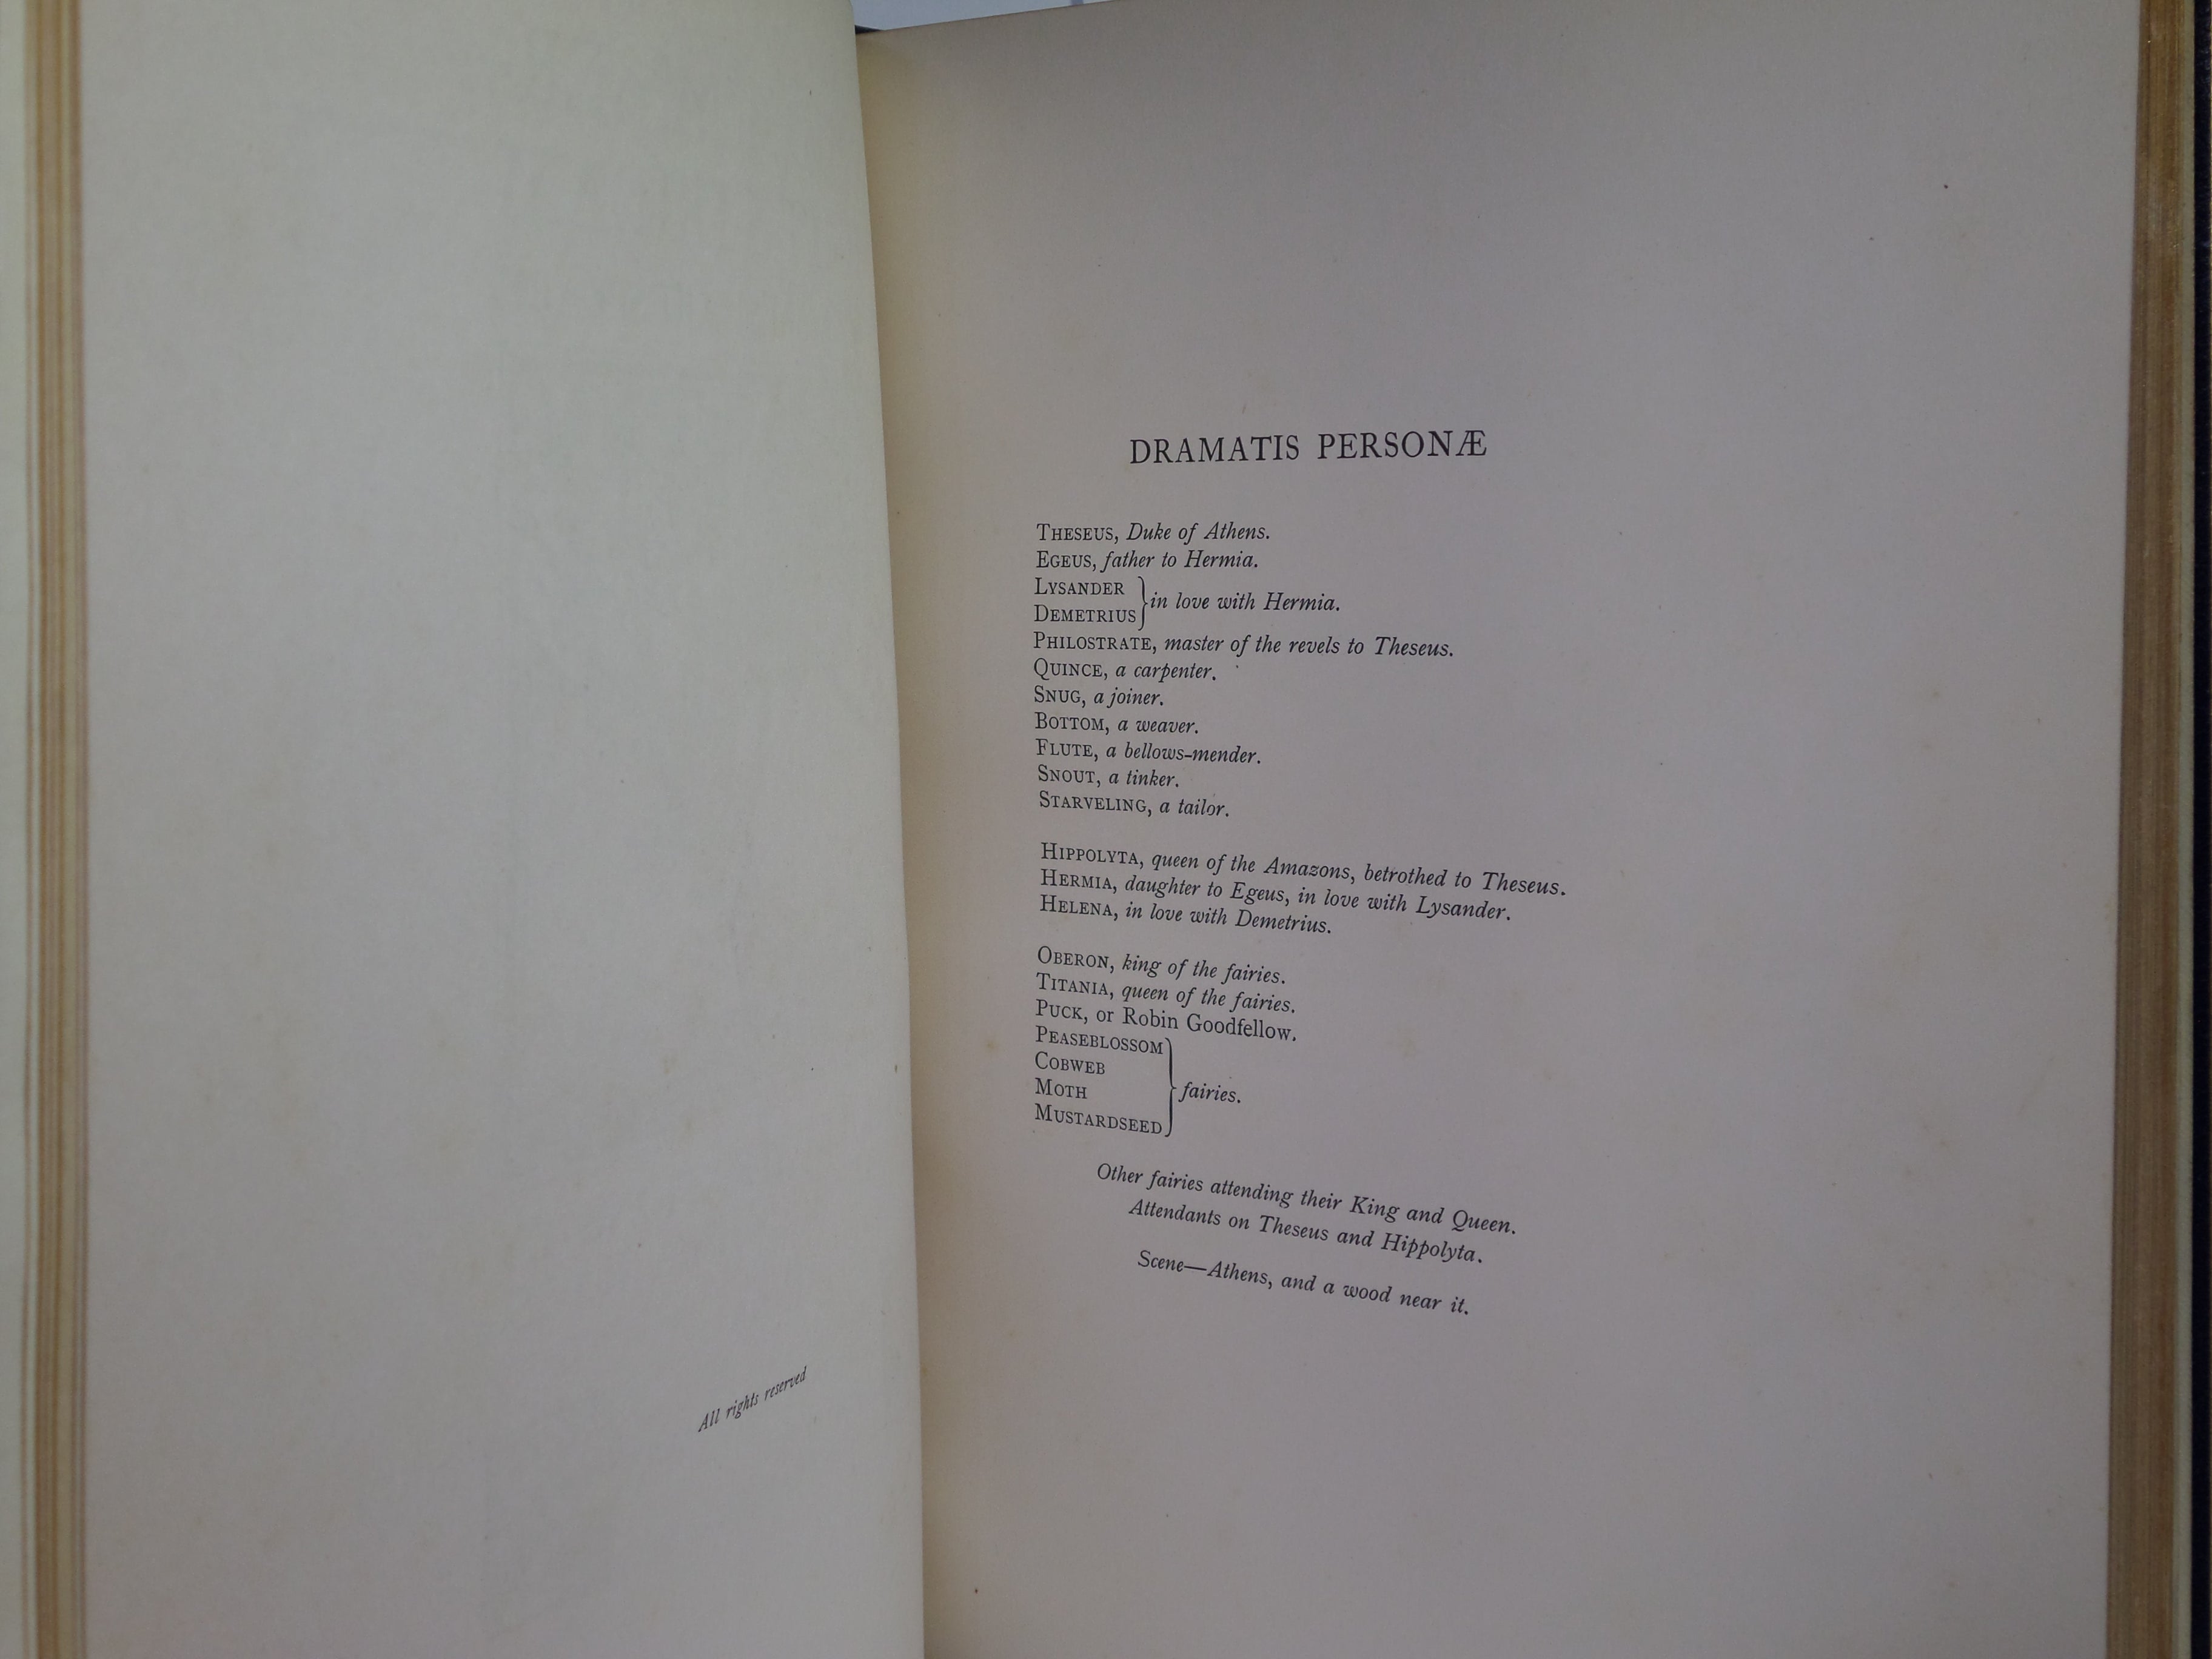 All rights reserved
DRAMATIS PERSONÆ
THESEUS, Duke of Athens.
EGEUS, father to Hermia.
LYSANDER
DEMETRIUS
in love with Hermia.
PHILOSTRATE, master of the revels to Theseus.
QUINCE, a carpenter.
SNUG, a joiner.
BOTTOM, a weaver.
FLUTE, a bellows-mender.
SNOUT, a tinker.
STARVELING, a tailor.
HIPPOLYTA, queen of the Amazons, betrothed to Theseus.
HERMIA, daughter to Egeus, in love with Lysander.
HELENA, in love with Demetrius.
OBERON, king of the fairies.
TITANIA, queen of the fairies.
PUCK, or Robin Goodfellow.
PEASEBLOSSOM
COBWEB
MOTH
MUSTARDSEED
fairies.
Other fairies attending their King and Queen.
Attendants on Theseus and Hippolyta.
Scene—Athens, and a wood near it.